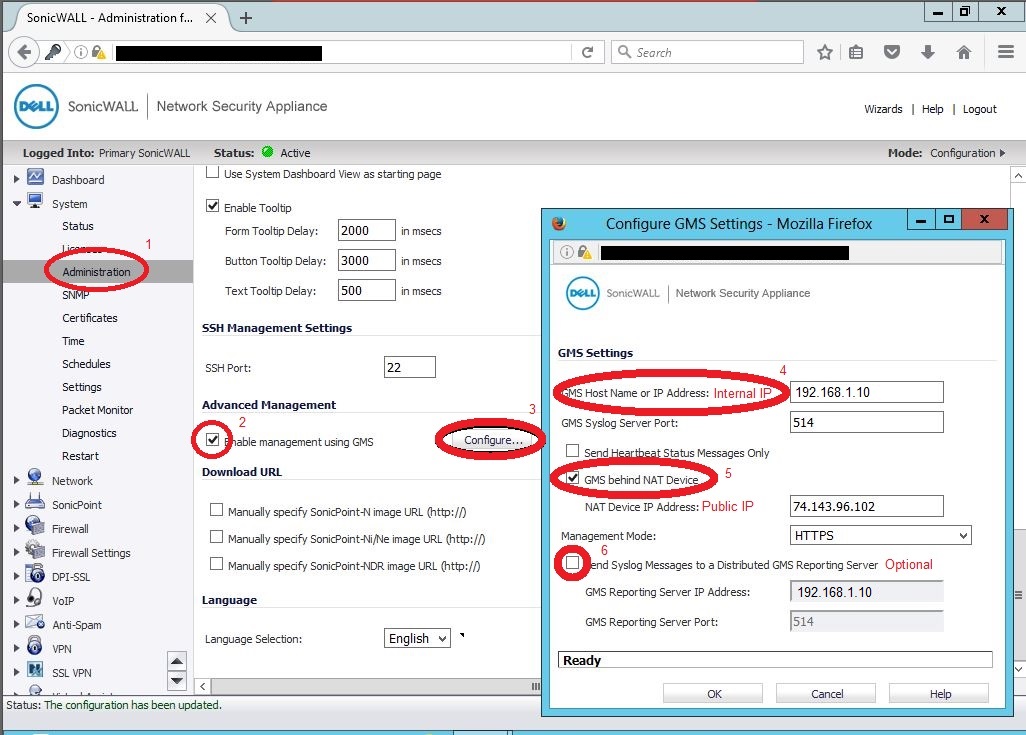 SonicWALL - Administration f...
Search
DELL SonicWALL | Network Security Appliance
Wizards | Help | Logout
Logged Into: Primary SonicWALL Status: Active Mode: Configuration
Dashboard
System
Status
1
Administration
SNMP
Certificates
Time
Schedules
Settings
Packet Monitor
Diagnostics
Restart
Network
SonicPoint
Firewall
Firewall Settings
DPI-SSL
VoIP
Anti-Spam
VPN
SSL VPN
Use System Dashboard View as starting page
Enable Tooltip
Form Tooltip Delay: 2000 in msecs
Button Tooltip Delay: 3000 in msecs
Text Tooltip Delay: 500 in msecs
SSH Management Settings
SSH Port: 22
Advanced Management
2
3
Enable management using GMS Configure...
Download URL
Manually specify SonicPoint-N image URL (http://)
Manually specify SonicPoint-Ni/Ne image URL (http://)
Manually specify SonicPoint-NDR image URL (http://)
Language
Language Selection: English
Configure GMS Settings - Mozilla Firefox
DELL SonicWALL | Network Security Appliance
GMS Settings
4
GMS Host Name or IP Address: Internal IP 192.168.1.10
GMS Syslog Server Port: 514
Send Heartbeat Status Messages Only
GMS behind NAT Device 5
NAT Device IP Address: Public IP 74.143.96.102
Management Mode: HTTPS
6
Send Syslog Messages to a Distributed GMS Reporting Server Optional
GMS Reporting Server IP Address: 192.168.1.10
GMS Reporting Server Port: 514
Ready
OK Cancel Help
Status: The configuration has been updated.